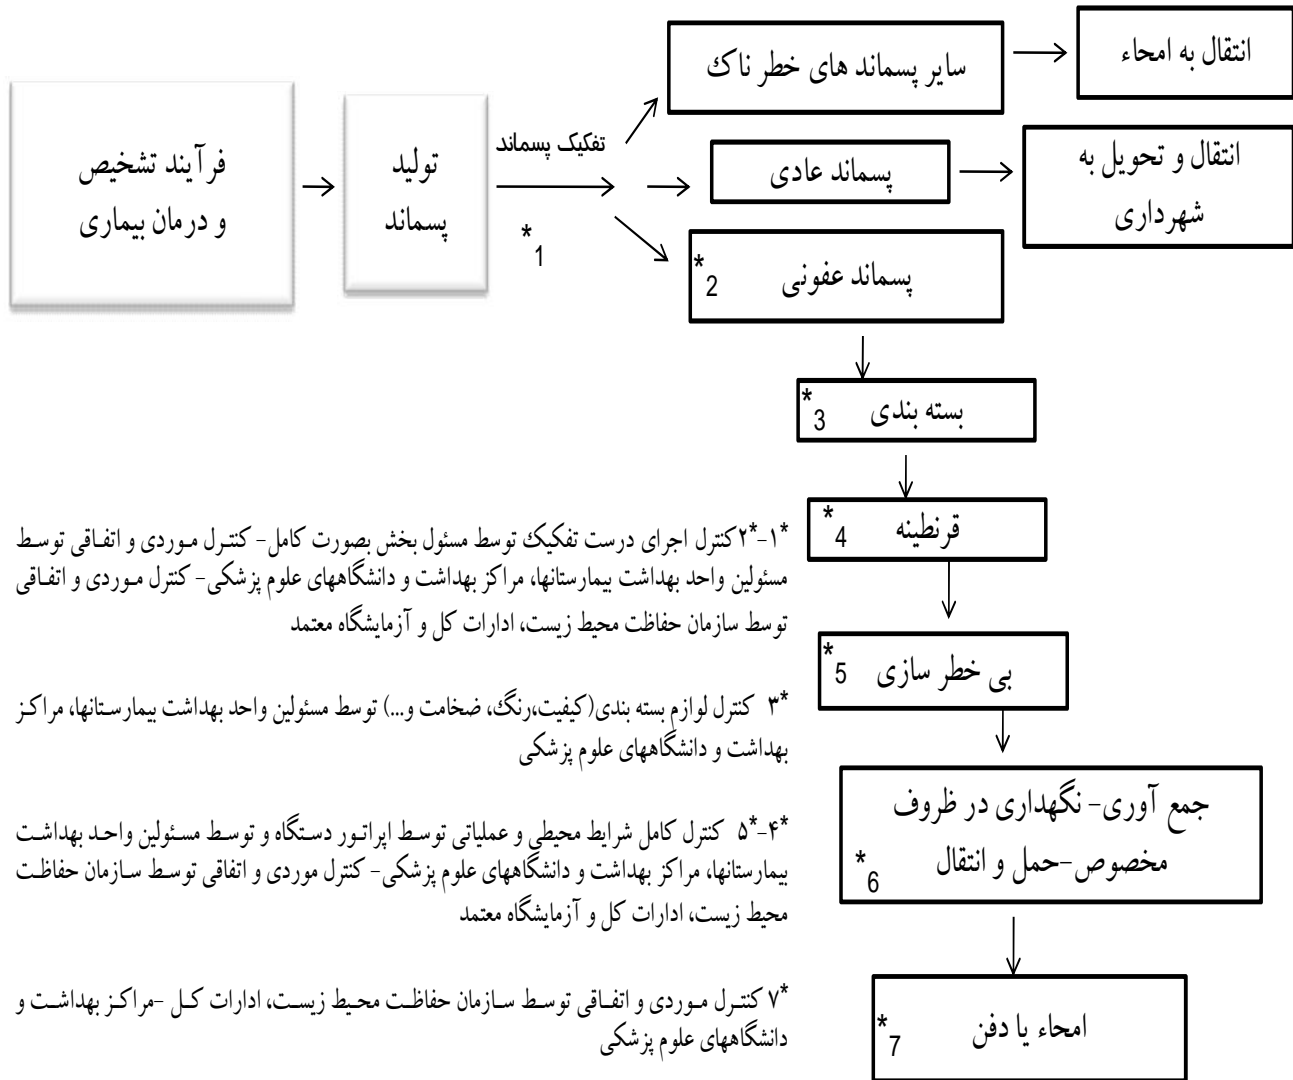 فرآیند تشخیص
و درمان بیماری
تولید
پسماند
تفکیک پسماند
*1
سایر پسماند های خطر ناک
انتقال به امحاء
پسماند عادی
انتقال و تحویل به
شهرداری
پسماند عفونی
*2
بسته بندی
*3
قرنطینه
*4
بی خطر سازی
*5
جمع آوری- نگهداری در ظروف
مخصوص-حمل و انتقال
*6
امحاء یا دفن
*7
*۱-*۲کنترل اجرای درست تفکیک توسط مسئول بخش بصورت کامل- کنترل موردی و اتفاقی توسط
مسئولین واحد بهداشت بیمارستانها، مراکز بهداشت و دانشگاههای علوم پزشکی- کنترل موردی و اتفاقی
توسط سازمان حفاظت محیط زیست، ادارات کل و آزمایشگاه معتمد
*۳ کنترل لوازم بسته بندی(کیفیت،رنگ، ضخامت و...) توسط مسئولین واحد بهداشت بیمارستانها، مراکز
بهداشت و دانشگاههای علوم پزشکی
*۴-*۵ کنترل کامل شرایط محیطی و عملیاتی توسط اپراتور دستگاه و توسط مسئولین واحد بهداشت
بیمارستانها، مراکز بهداشت و دانشگاههای علوم پزشکی- کنترل موردی و اتفاقی توسط سازمان حفاظت
محیط زیست، ادارات کل و آزمایشگاه معتمد
*۷ کنترل موردی و اتفاقی توسط سازمان حفاظت محیط زیست، ادارات کل -مراکز بهداشت و
دانشگاههای علوم پزشکی